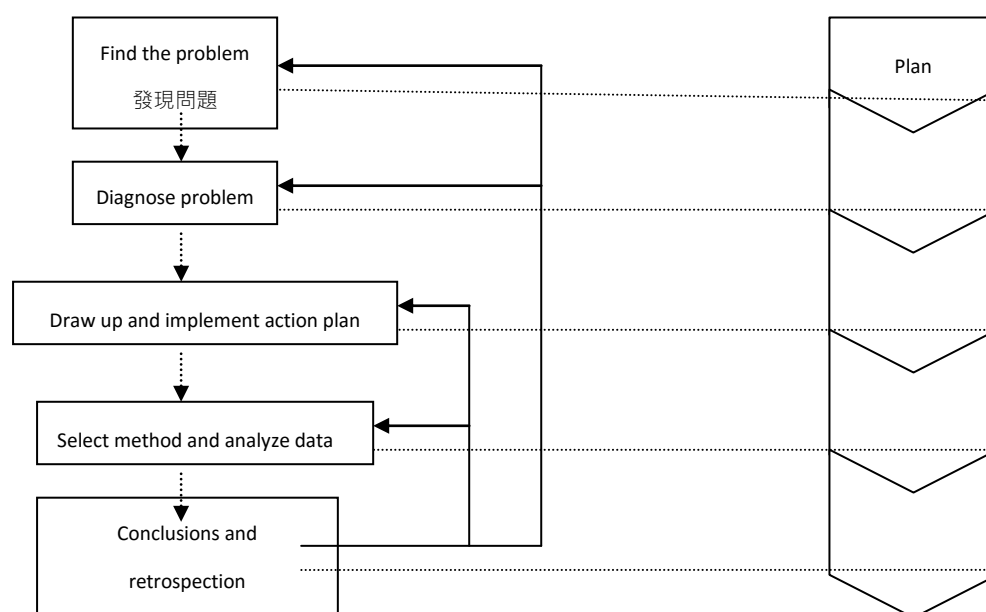 Find the problem
發現問題
Plan
Diagnose problem
Draw up and implement action plan
Select method and analyze data
Conclusions and
retrospection